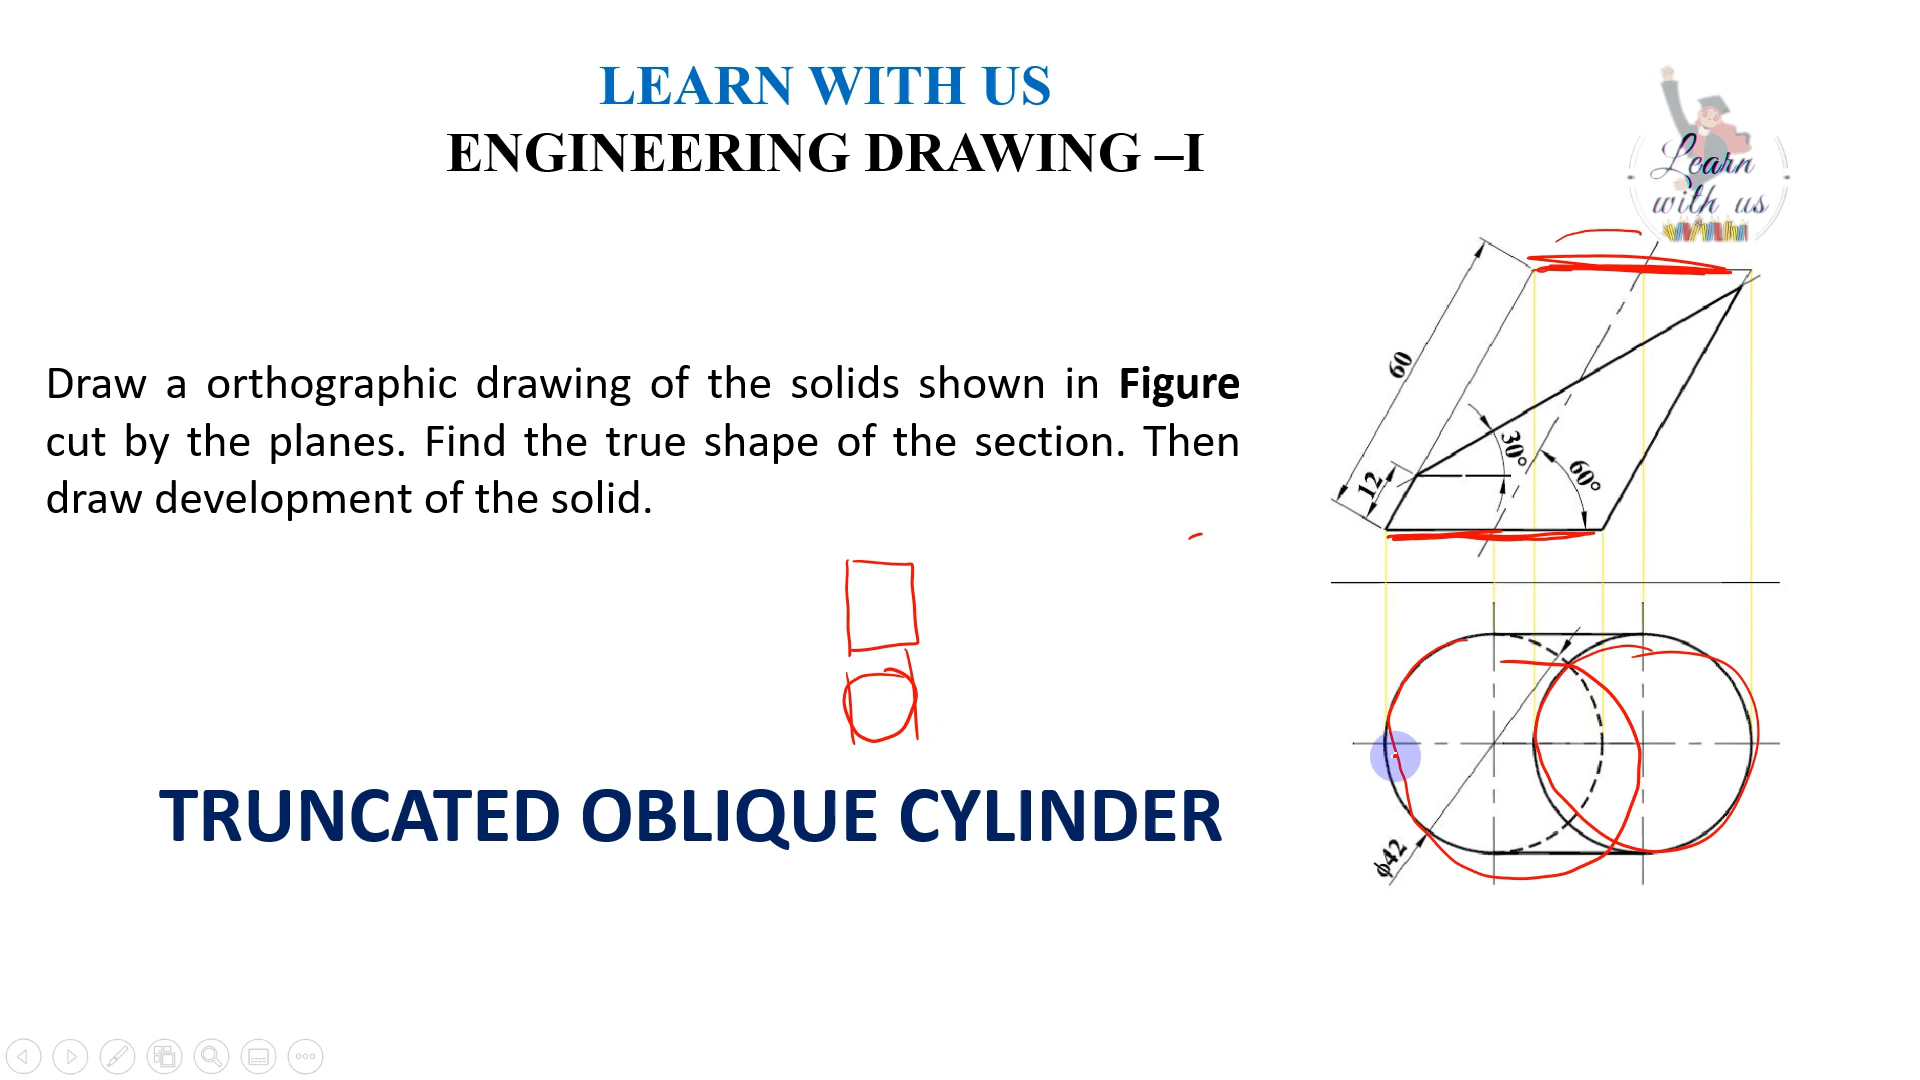 LEARN WITH US
ENGINEERING DRAWING –I
Learn
with us
Draw a orthographic drawing of the solids shown in Figure
cut by the planes. Find the true shape of the section. Then
draw development of the solid.
60
12
30°
60°
ϕ42
TRUNCATED OBLIQUE CYLINDER